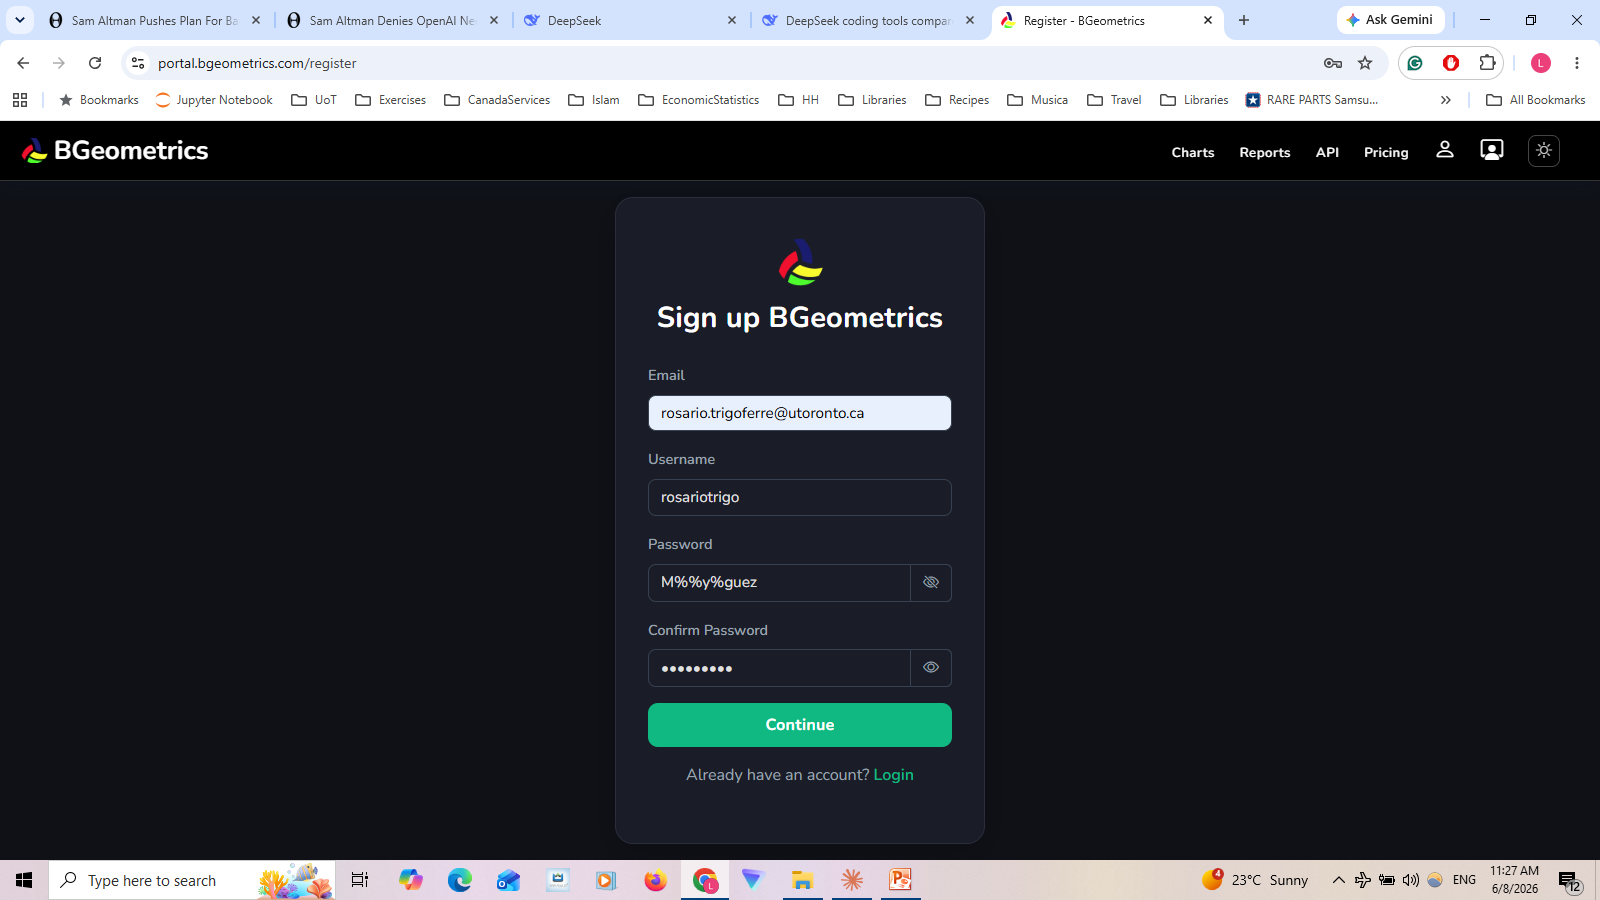 Sam Altman Pushes Plan For Ba
Sam Altman Denies OpenAI Ne
DeepSeek
DeepSeek coding tools compar
Register - BGeometrics
Ask Gemini
portal.bgeometrics.com/register
L
Bookmarks
Jupyter Notebook
UoT
Exercises
CanadaServices
Islam
EconomicStatistics
HH
Libraries
Recipes
Musica
Travel
Libraries
RARE PARTS Samsu...
All Bookmarks
BGeometrics
Charts
Reports
API
Pricing
Sign up BGeometrics
Email
rosario.trigoferre@utoronto.ca
Username
rosariotrigo
Password
M%%y%guez
Confirm Password
•••••••••
Continue
Already have an account? Login
Type here to search
L
4
23°C Sunny
ENG
11:27 AM
6/8/2026
12